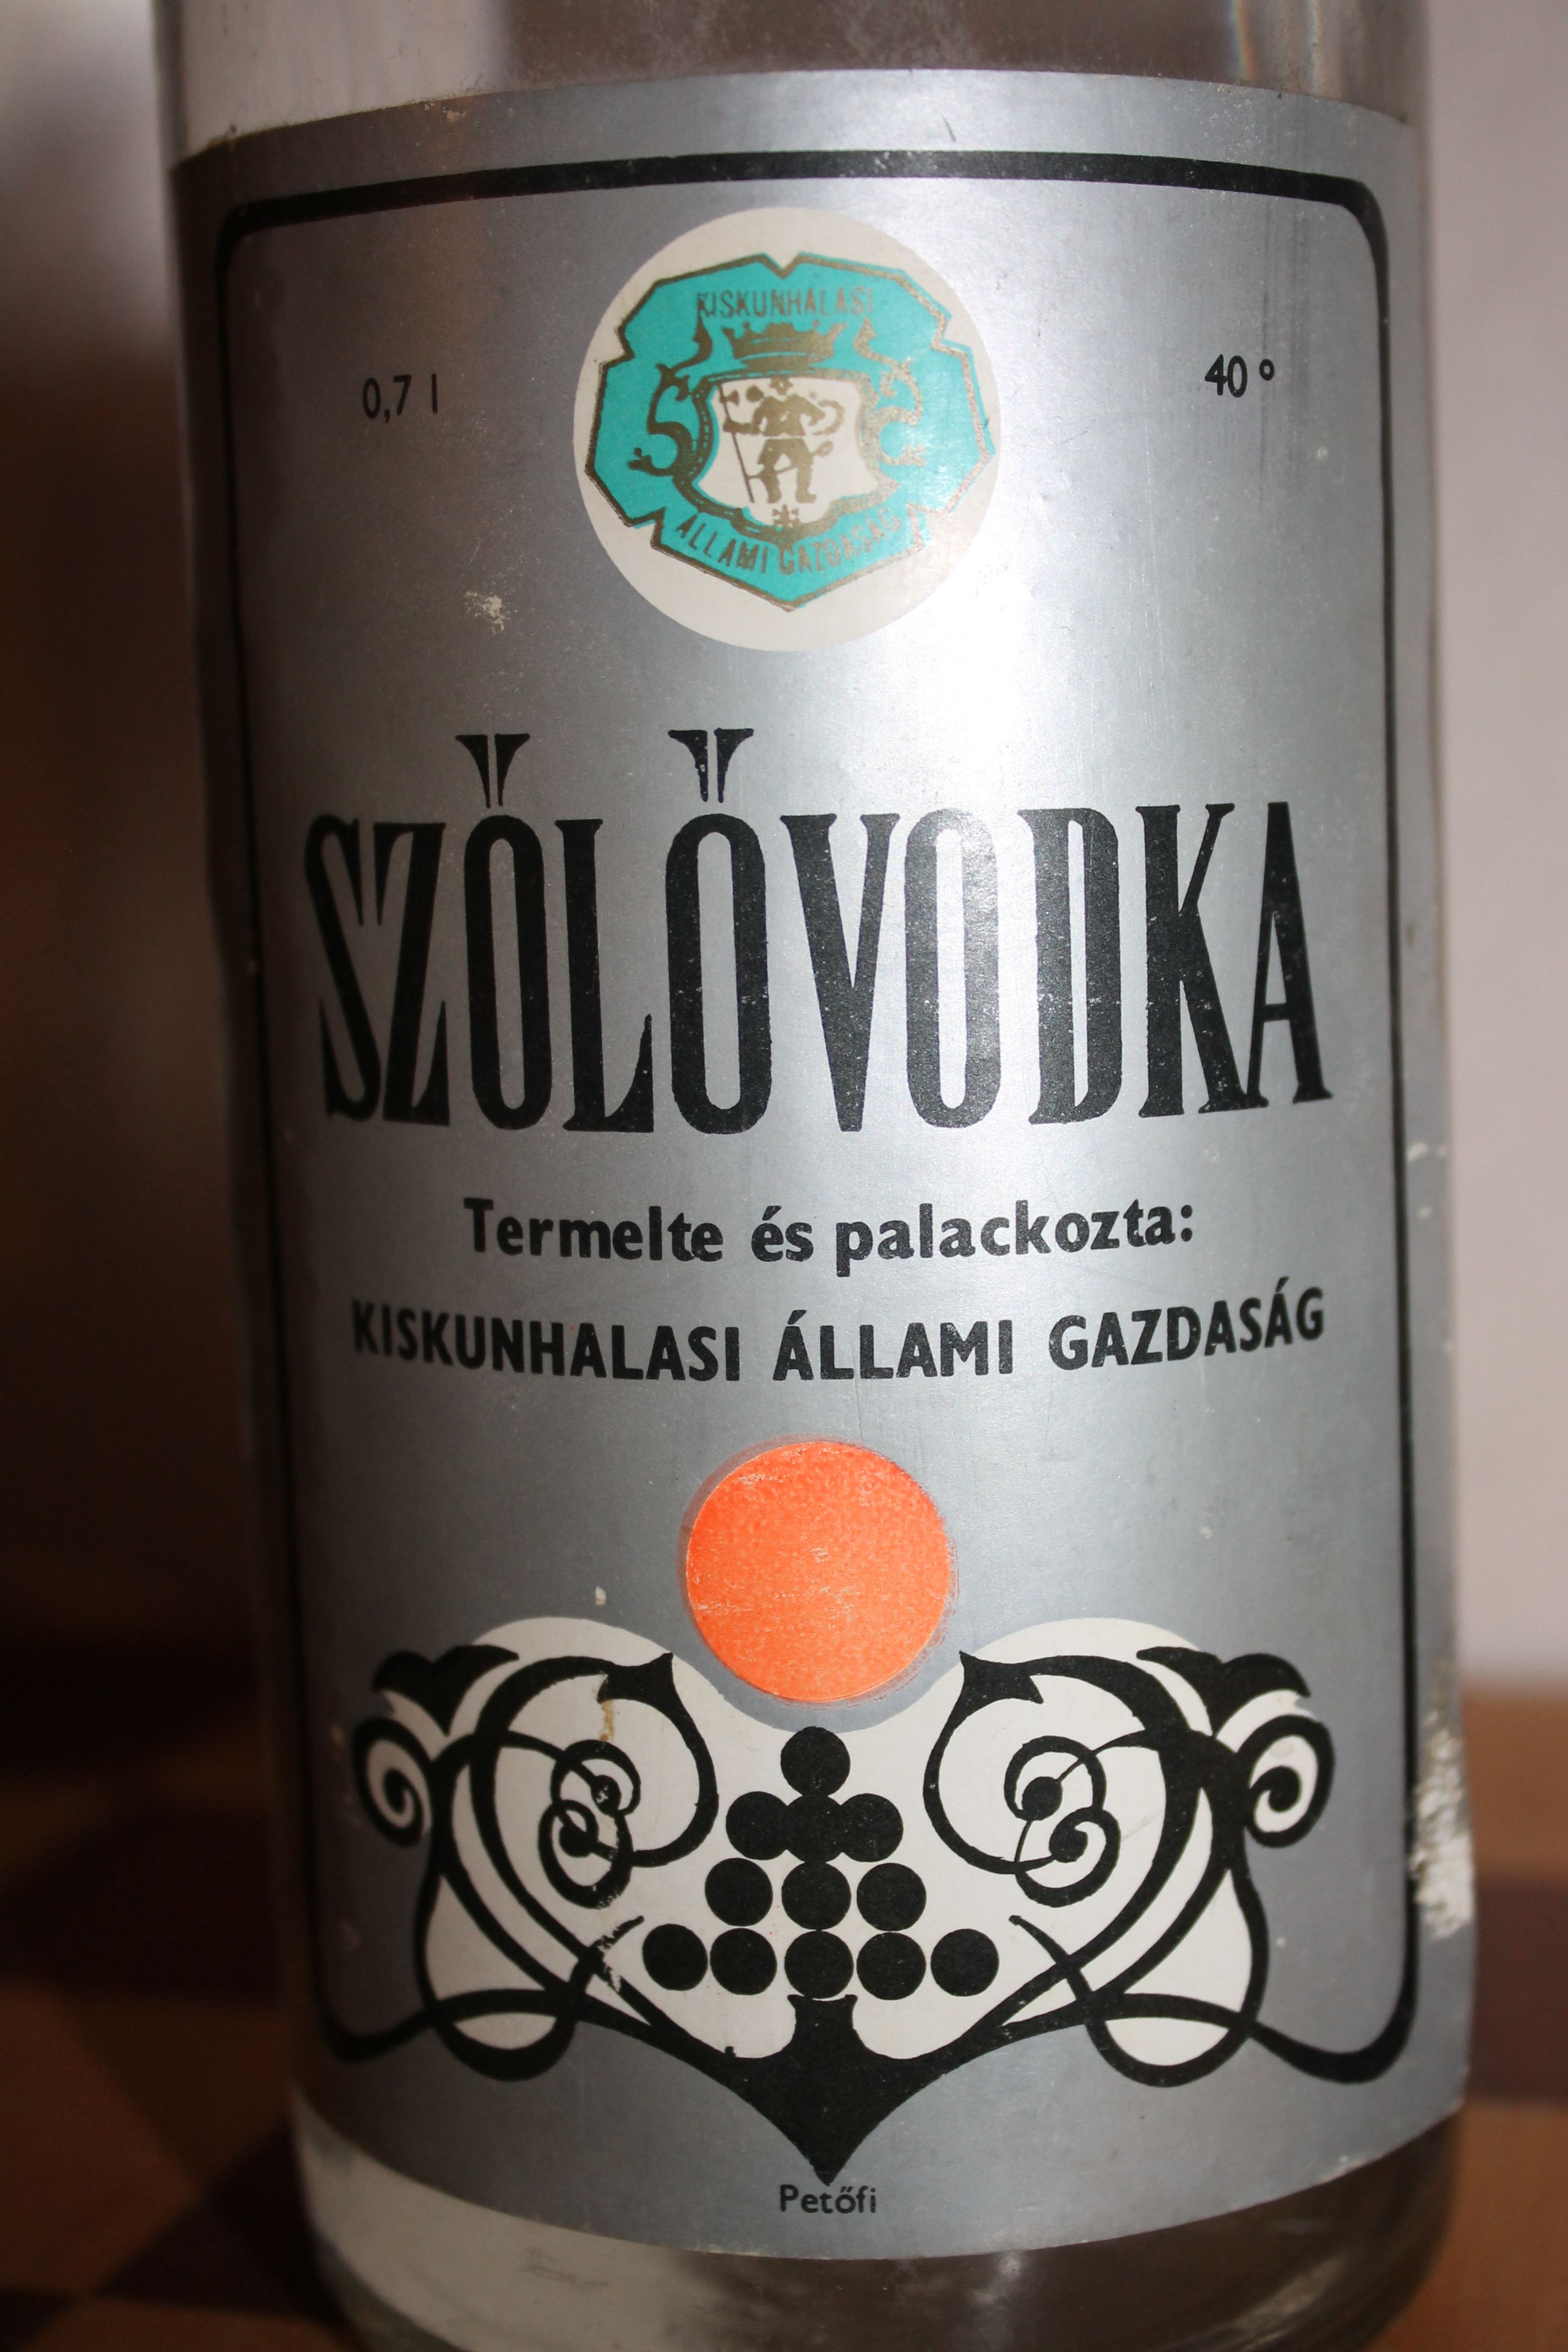 KISKUNHALASI
0,7 l
40°
ÁLLAMI GAZDASÁG
SZŐLŐVODKA
Termelte és palackozta:
KISKUNHALASI ÁLLAMI GAZDASÁG
Petőfi